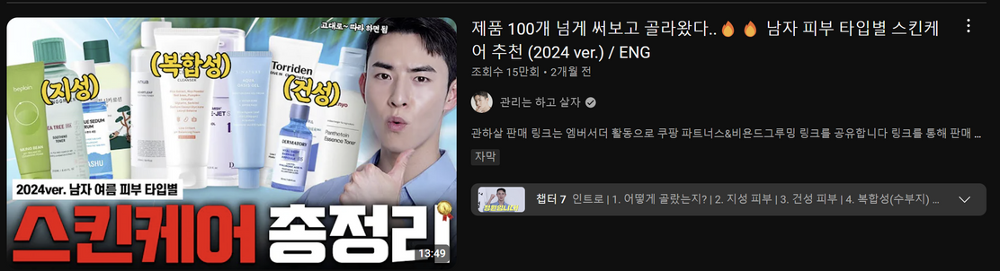 고대로~ 따라 하면 됨
(지성)
(복합성)
(건성)
beplain.
MUNG BEAN
TEA TREE
SOOTHING
TONER
BLUE SERUM
CLEANSER
Torriden
DERMATORY
Panthetoin
Essence Toner
2024ver. 남자 여름 피부 타입별
스킨케어 총정리
13:49
제품 100개 넘게 써보고 골라왔다..🔥🔥 남자 피부 타입별 스킨케
어 추천 (2024 ver.) / ENG
조회수 15만회 • 2개월 전
관리는 하고 살자
관하살 판매 링크는 엠버서더 활동으로 쿠팡 파트너스&비욘드그루밍 링크를 공유합니다 링크를 통해 판매 ...
자막
챕터 7 인트로 | 1. 어떻게 골랐는지? | 2. 지성 피부 | 3. 건성 피부 | 4. 복합성(수부지) ...